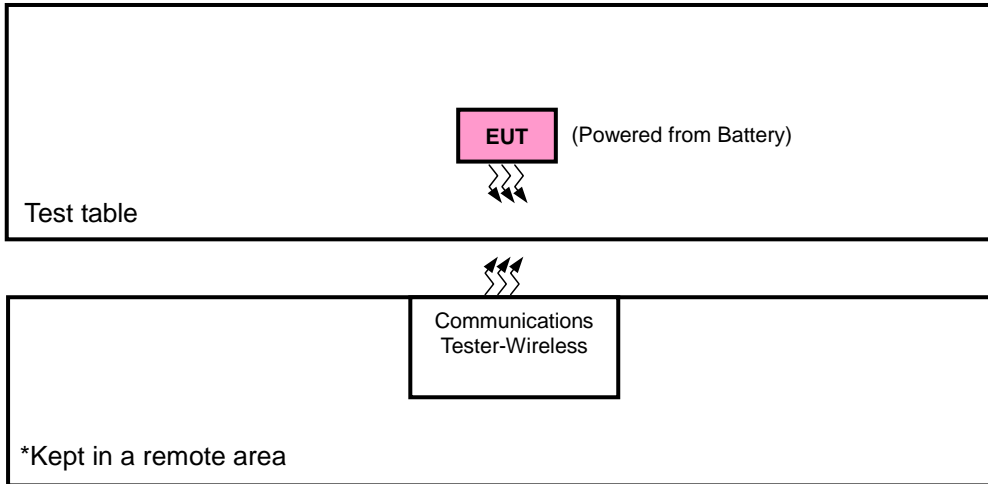 EUT
(Powered from Battery)
Test table
Communications
Tester-Wireless
*Kept in a remote area